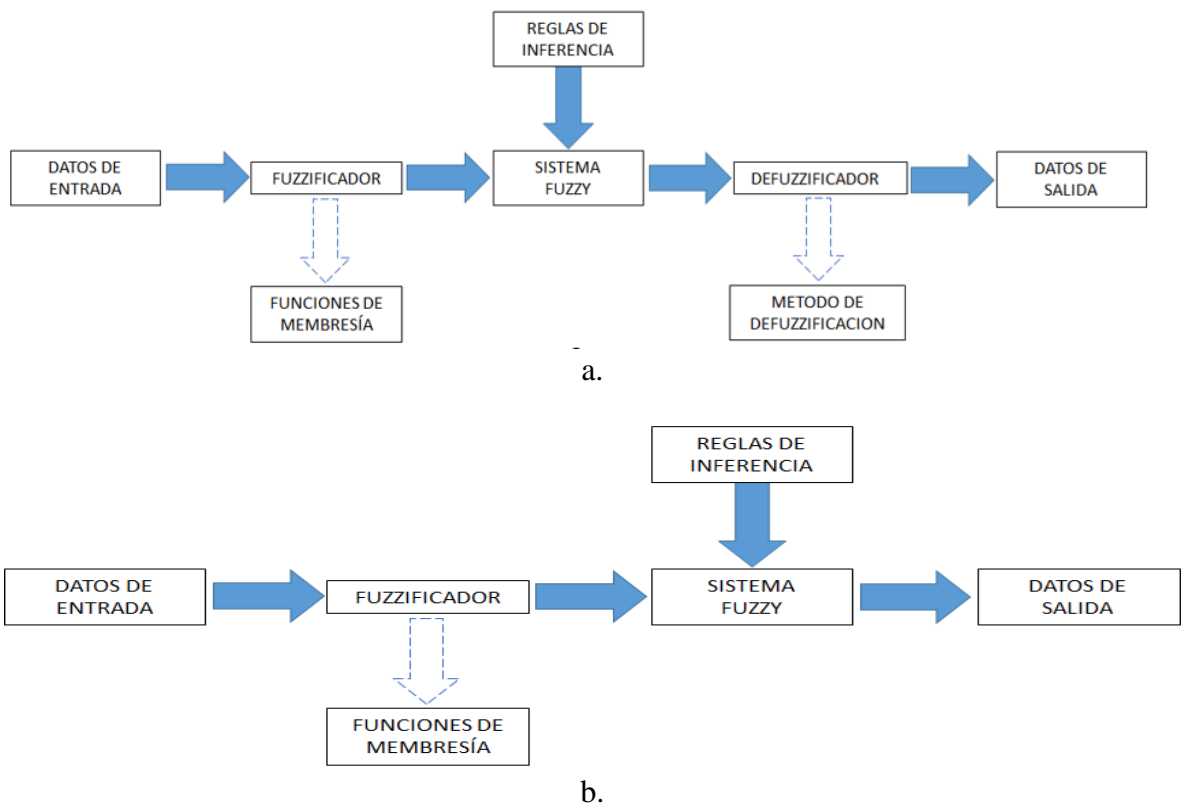 REGLAS DE
INFERENCIA
DATOS DE
ENTRADA
FUZZIFICADOR
SISTEMA
FUZZY
DEFUZZIFICADOR
DATOS DE
SALIDA
FUNCIONES DE
MEMBRESÍA
METODO DE
DEFUZZIFICACION
a.
REGLAS DE
INFERENCIA
DATOS DE
ENTRADA
FUZZIFICADOR
SISTEMA
FUZZY
DATOS DE
SALIDA
FUNCIONES DE
MEMBRESÍA
b.